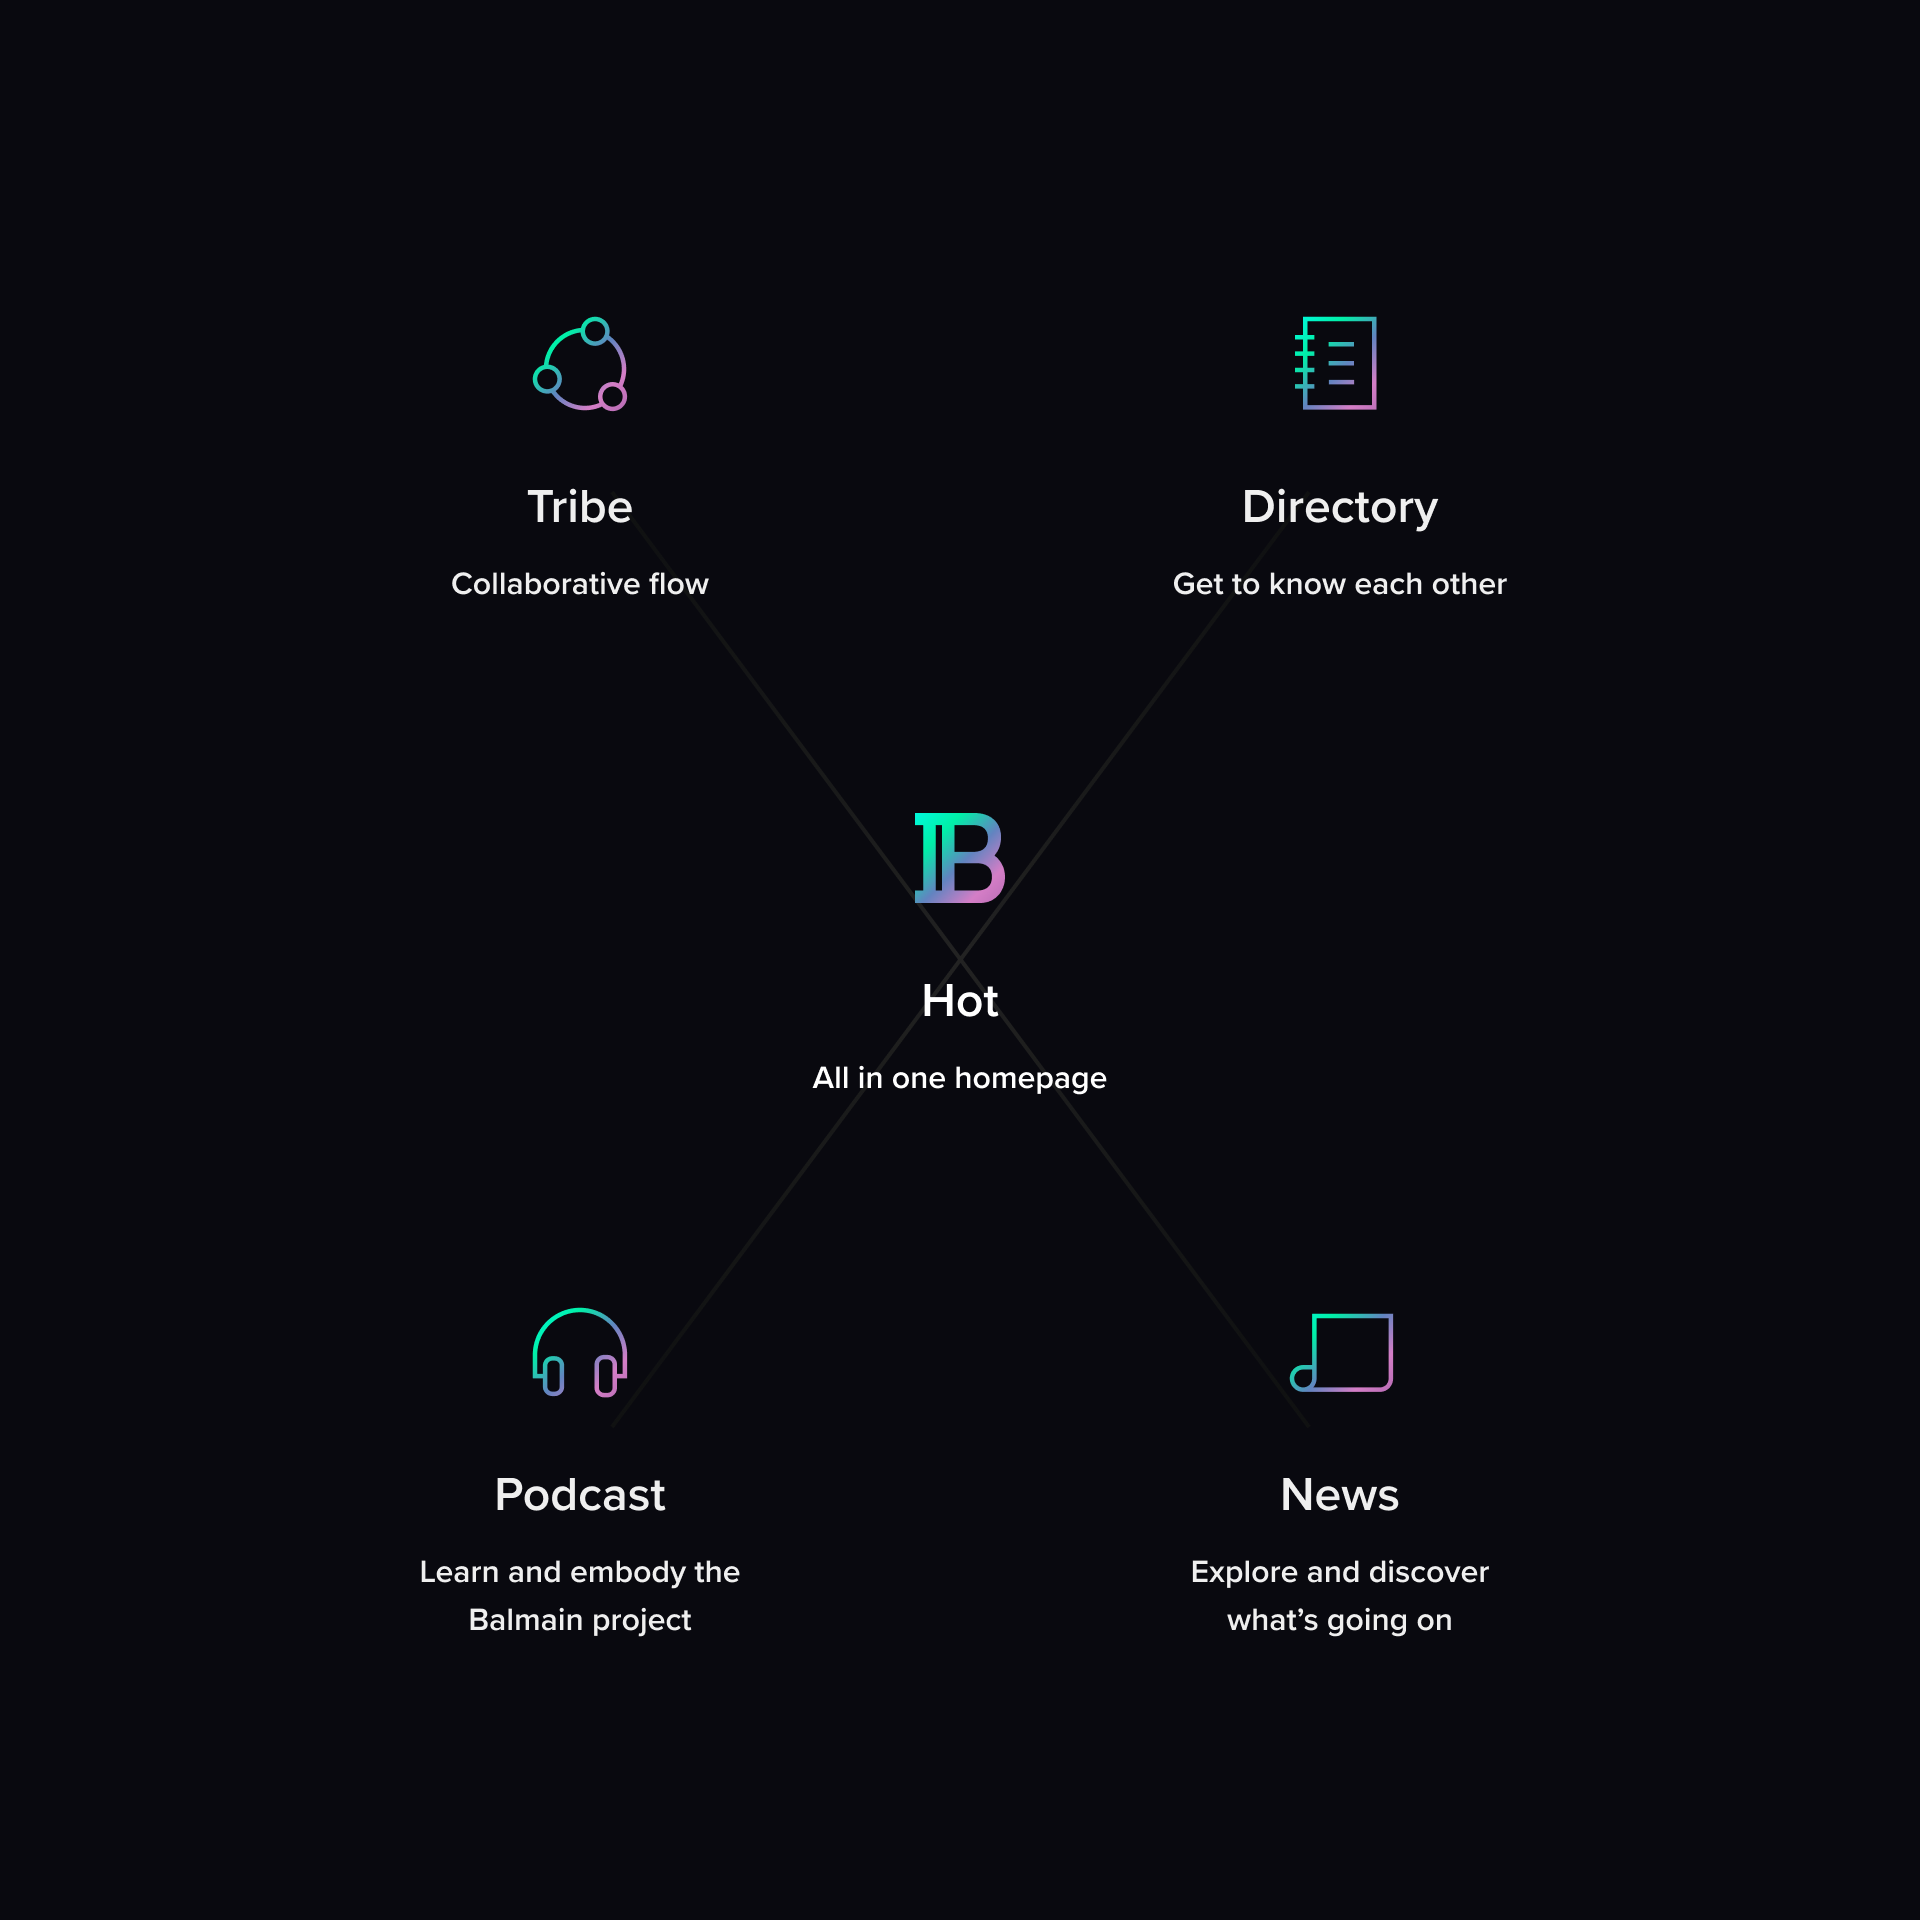 Tribe
Collaborative flow
Directory
Get to know each other
B
Hot
All in one homepage
Podcast
Learn and embody the
Balmain project
News
Explore and discover
what’s going on